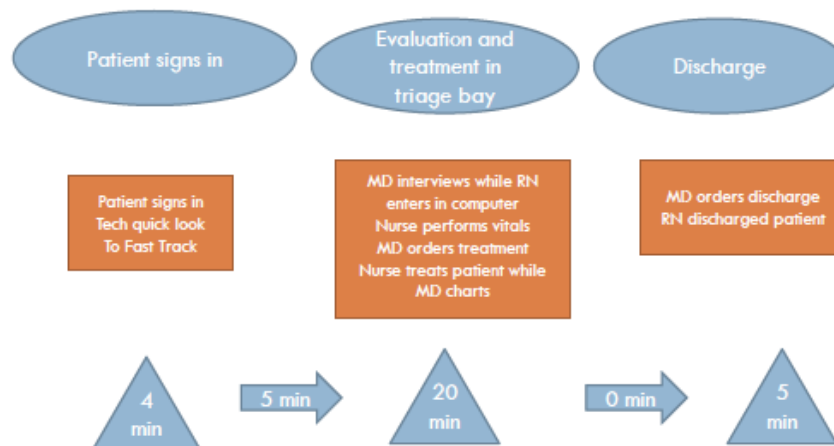 Patient signs in
Evaluation and
treatment in
triage bay
Discharge
Patient signs in
Tech quick look
To Fast Track
MD interviews while RN
enters in computer
Nurse performs vitals
MD orders treatment
Nurse treats patient while
MD charts
MD orders discharge
RN discharged patient
4
min
5 min
20
min
0 min
5
min